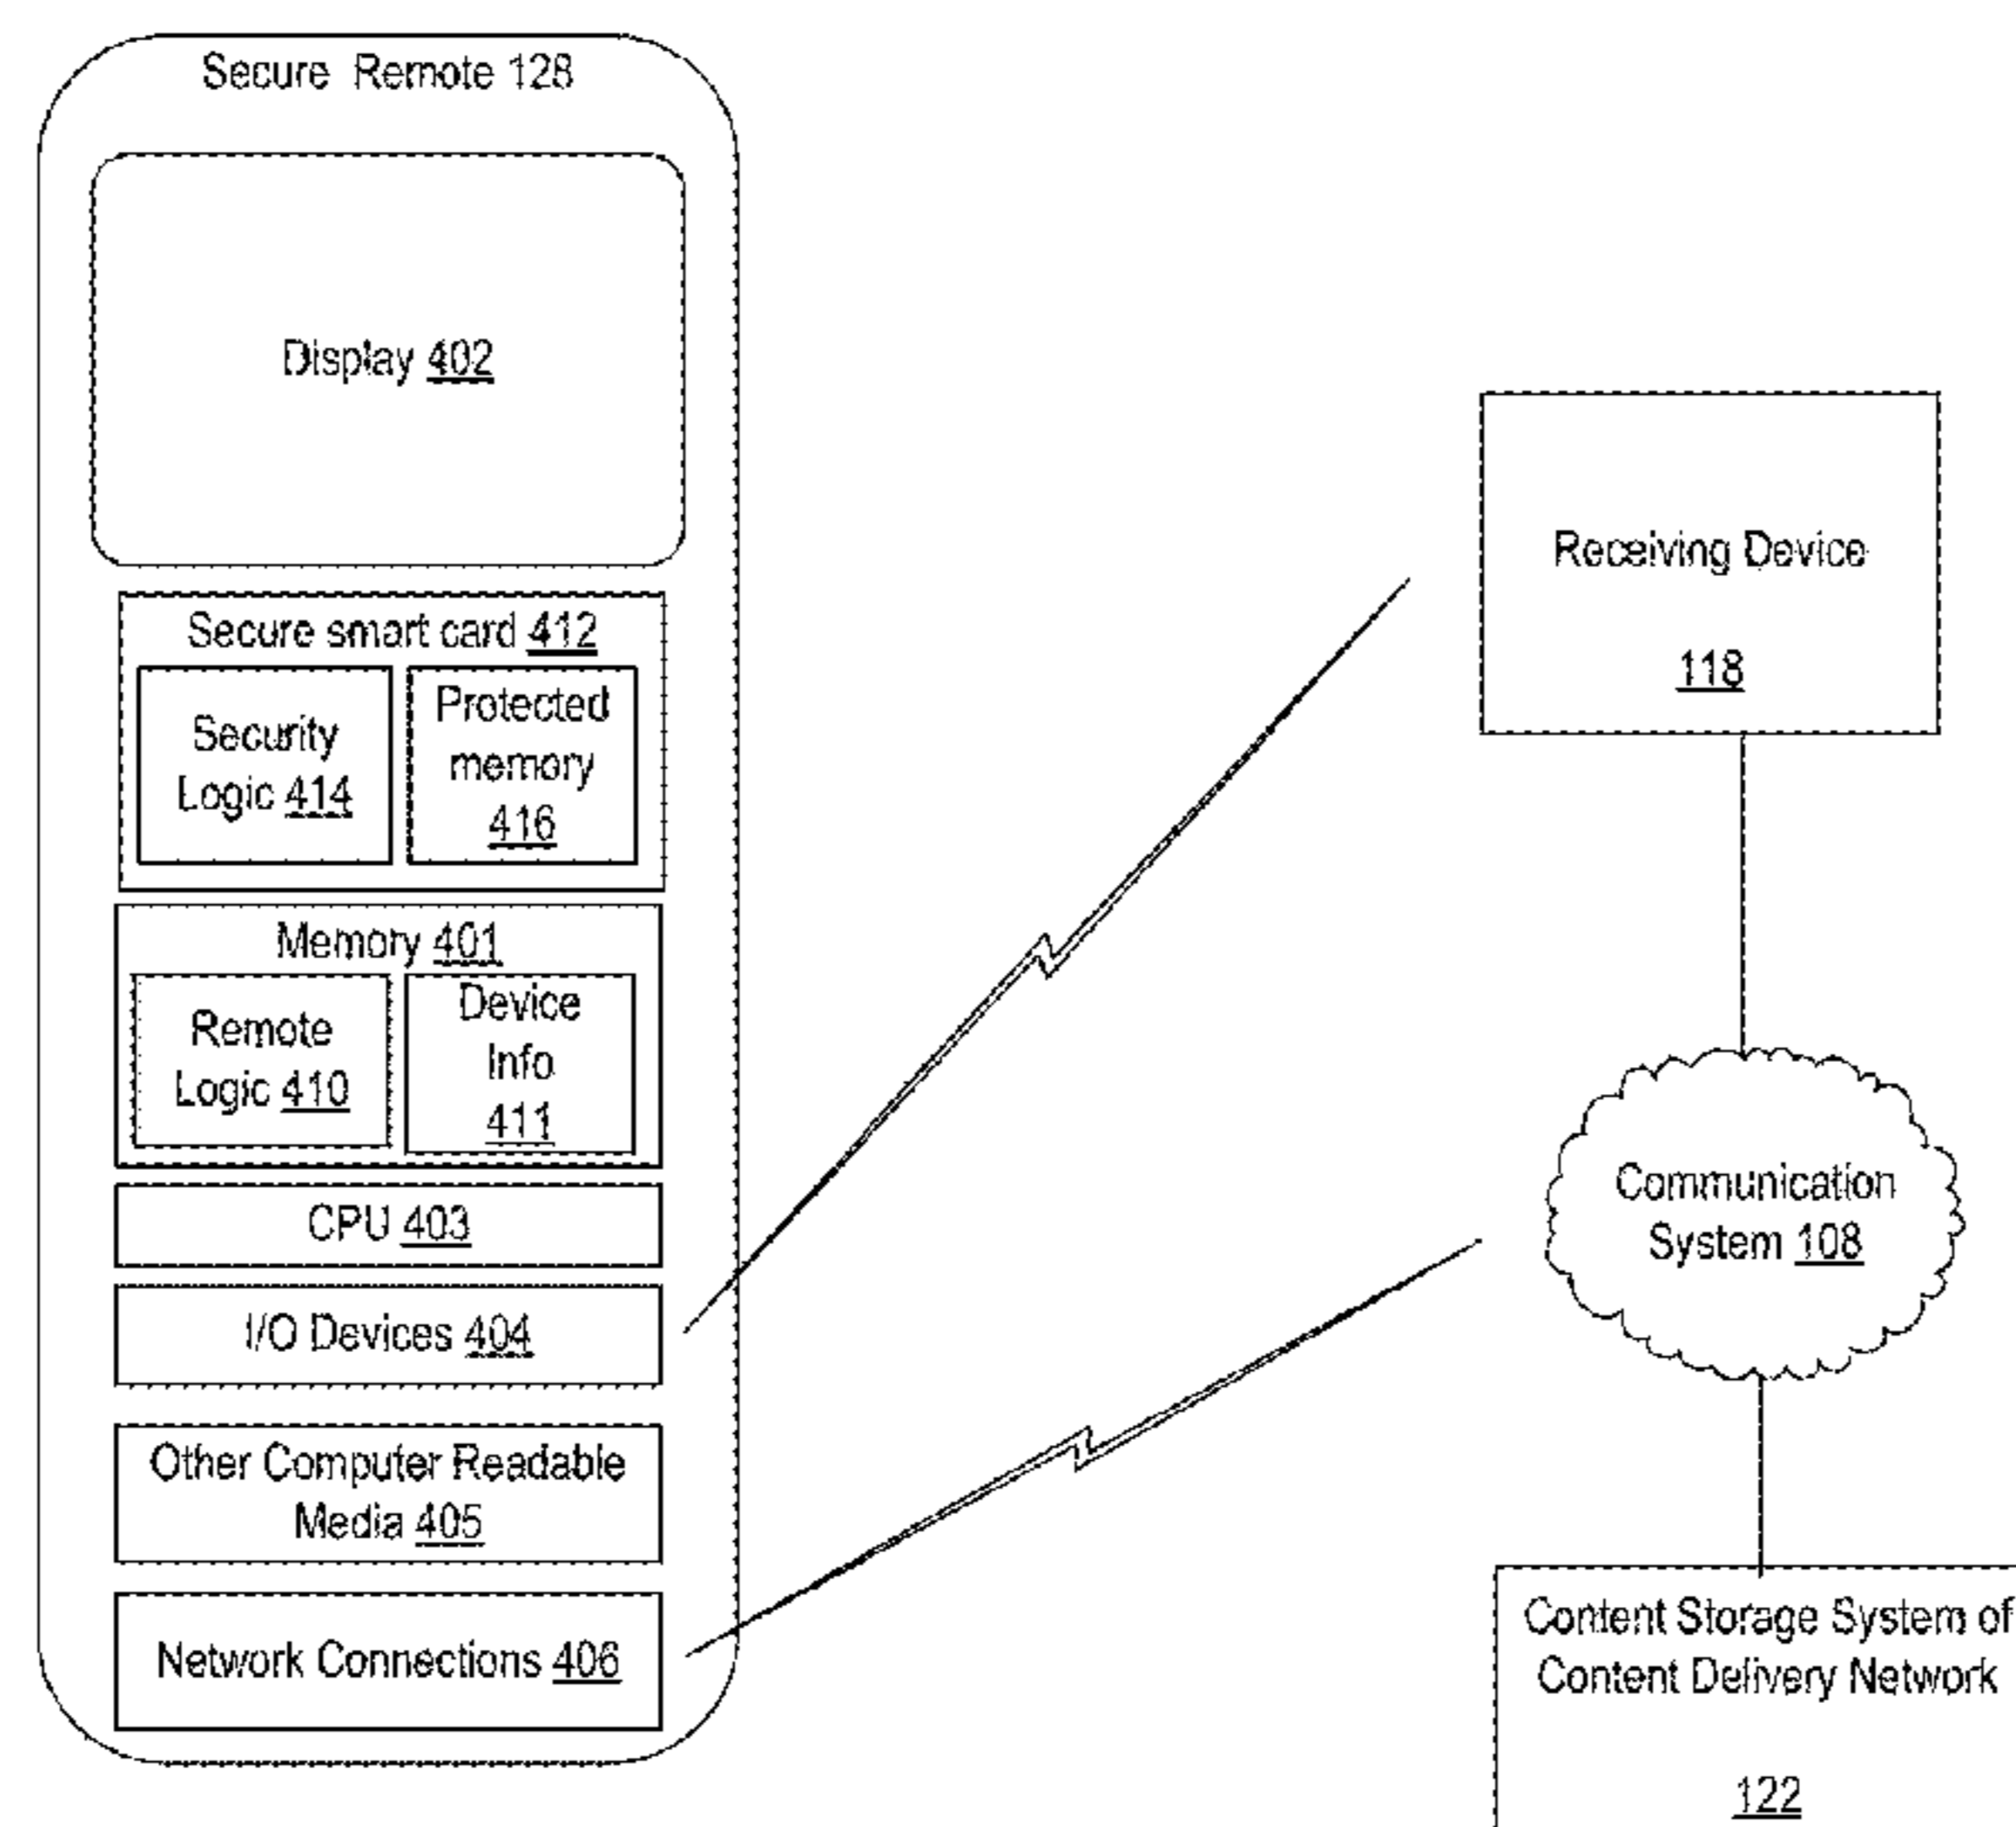 Secure Remote 128
Display 402
Secure smart card 412
Security
Logic 414
Protected
memory
416
Memory 401
Remote
Logic 410
Device
Info
411
CPU 403
I/O Devices 404
Other Computer Readable
Media 405
Network Connections 406
Receiving Device
118
Communication
System 108
Content Storage System of
Content Delivery Network
122